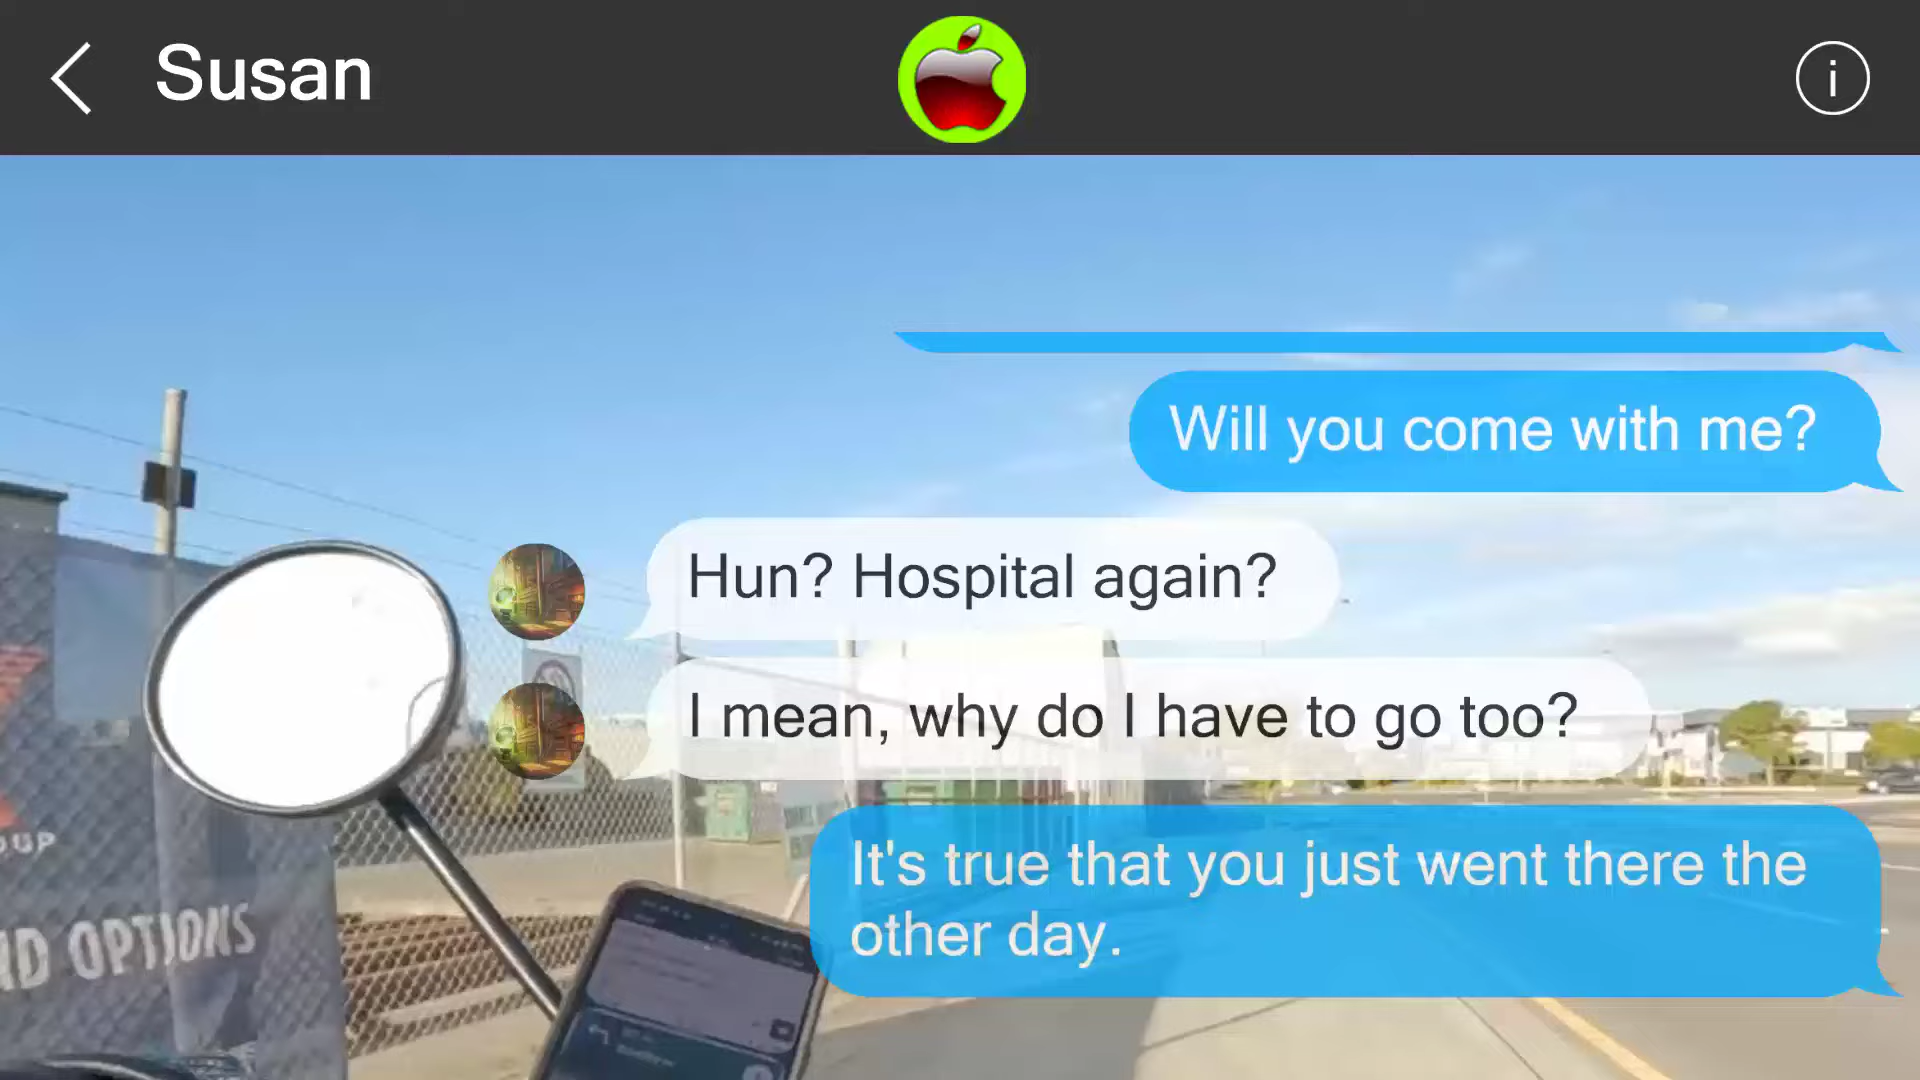 Susan
i
Will you come with me?
Hun? Hospital again?
I mean, why do I have to go too?
It's true that you just went there the
other day.
OUP
ND OPTIONS